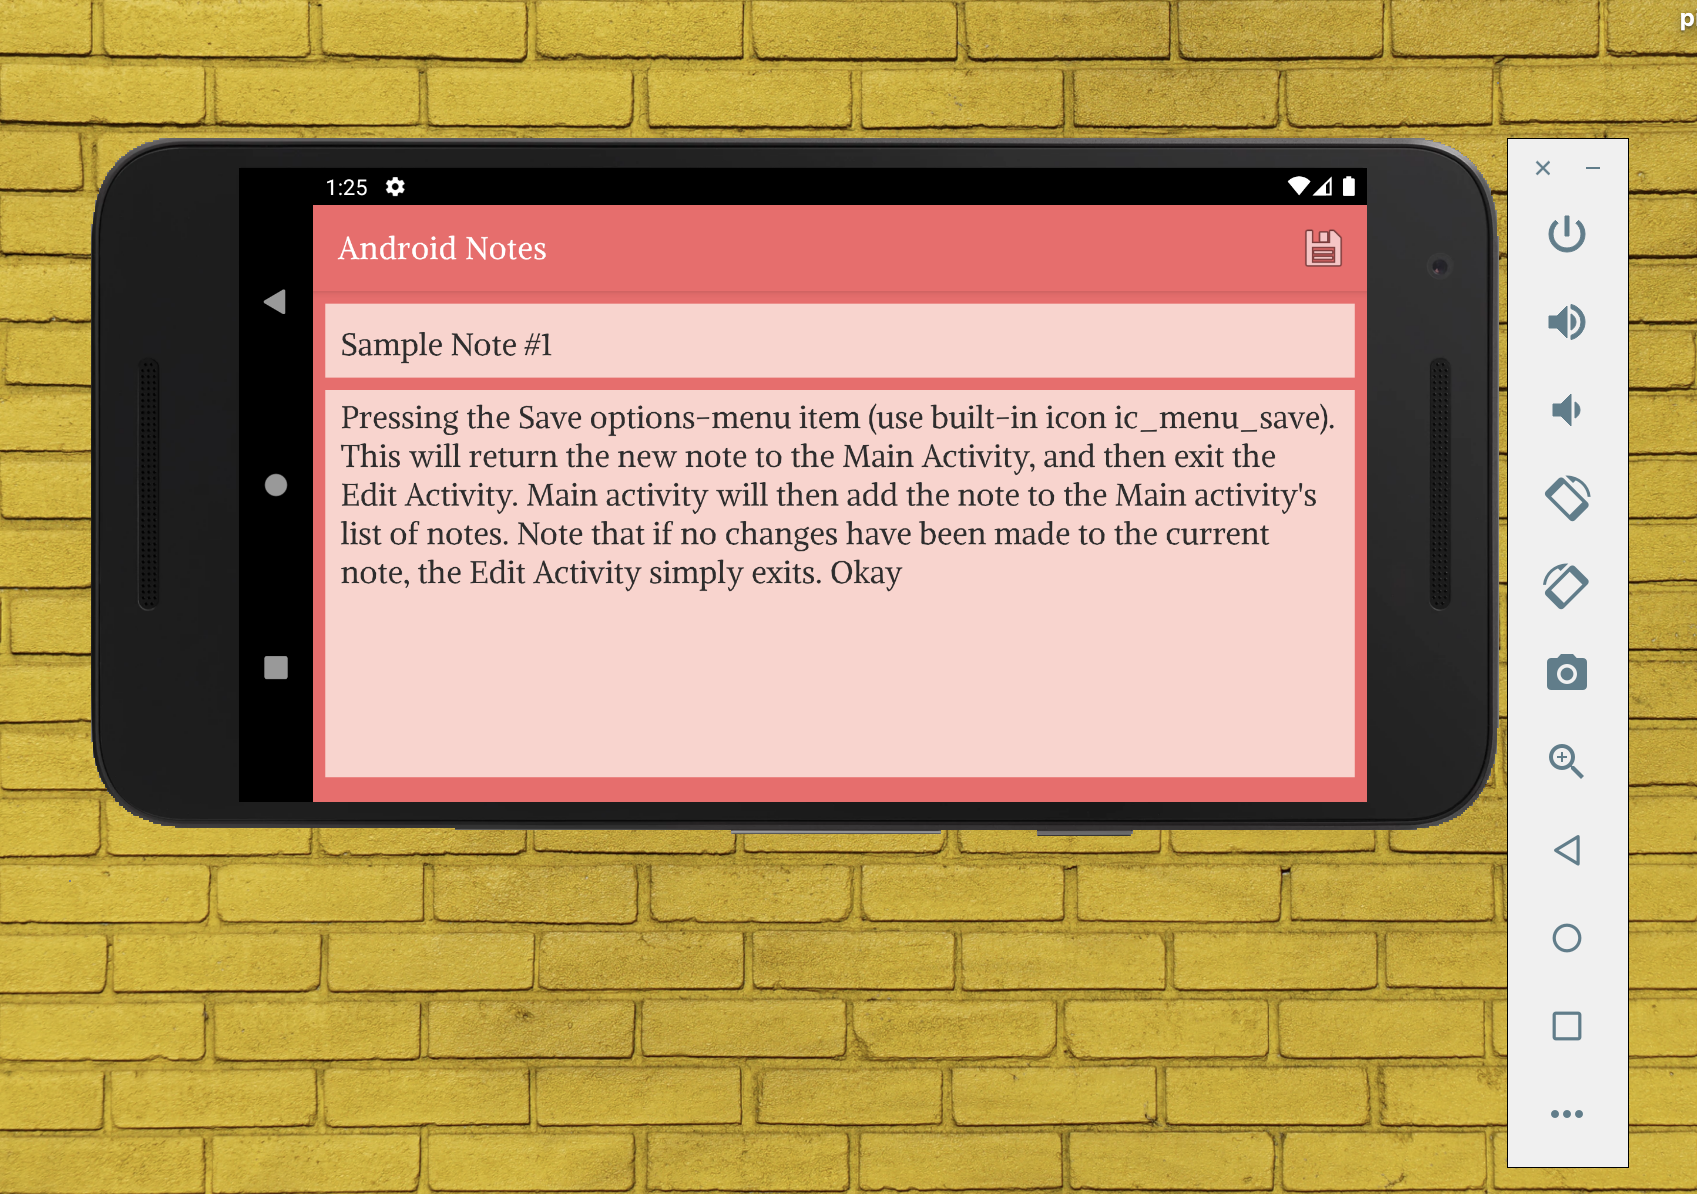 p
1:25
Android Notes
Sample Note #1
Pressing the Save options-menu item (use built-in icon ic_menu_save).
This will return the new note to the Main Activity, and then exit the
Edit Activity. Main activity will then add the note to the Main activity's
list of notes. Note that if no changes have been made to the current
note, the Edit Activity simply exits. Okay